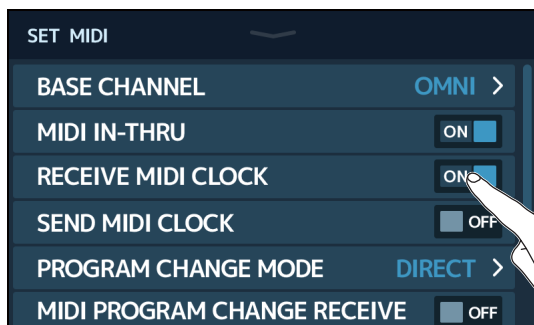 SET MIDI
BASE CHANNEL OMNI >
MIDI IN-THRU ON
RECEIVE MIDI CLOCK ON
SEND MIDI CLOCK OFF
PROGRAM CHANGE MODE DIRECT >
MIDI PROGRAM CHANGE RECEIVE OFF